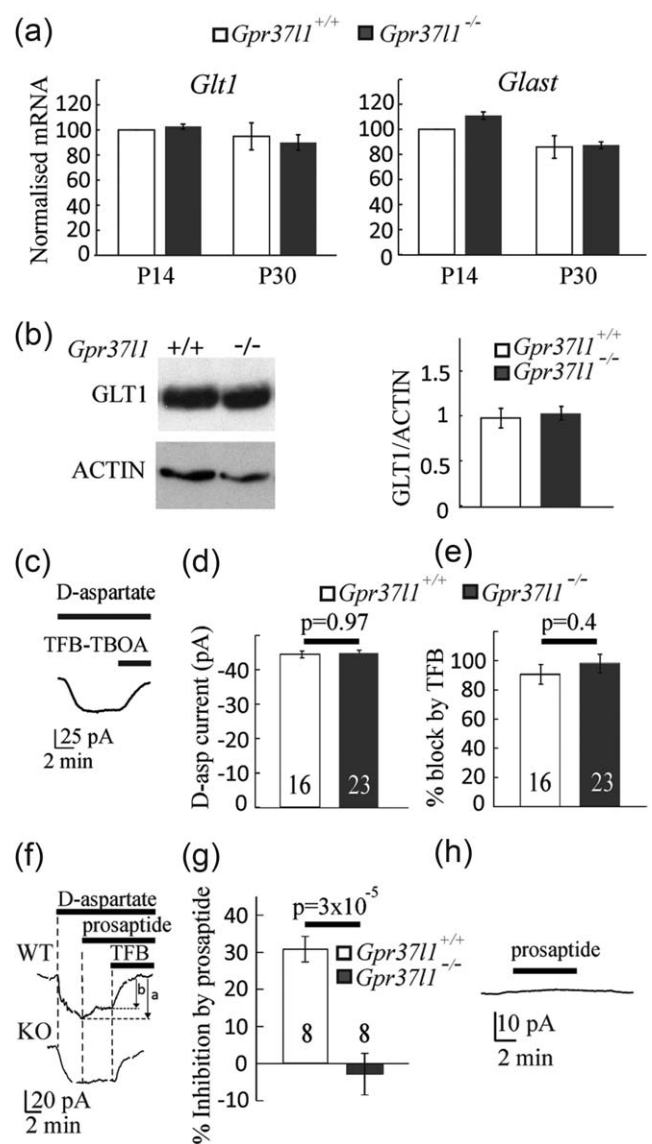 (a)
Gpr37l1+/+ Gpr37l1-/-
Glt1
Glast
Normalised mRNA
120
100
80
60
40
20
0
P14 P30
120
100
80
60
40
20
0
P14 P30
(b)
Gpr37l1 +/+ -/-
GLT1
ACTIN
Gpr37l1+/+
Gpr37l1-/-
GLT1/ACTIN
1.5
1
0.5
0
(c)
D-aspartate
TFB-TBOA
25 pA
2 min
(d)
(e)
Gpr37l1+/+ Gpr37l1-/-
p=0.97
D-asp current (pA)
-40
-30
-20
-10
0
16 23
p=0.4
% block by TFB
100
80
60
40
20
0
16 23
(f)
D-aspartate
prosaptide
TFB
WT
b
a
KO
20 pA
2 min
(g)
p=3x10-5
Gpr37l1+/+
Gpr37l1-/-
% Inhibition by prosaptide
40
30
20
10
0
-10
8 8
(h)
prosaptide
10 pA
2 min